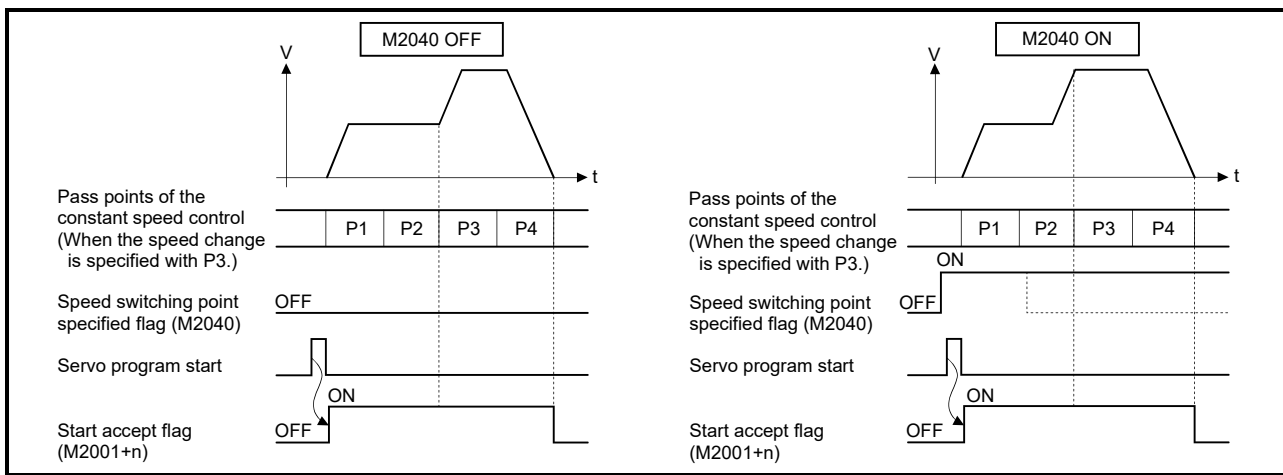 M2040 OFF
V
t
Pass points of the
constant speed control
(When the speed change
is specified with P3.)
P1 P2 P3 P4
Speed switching point
specified flag (M2040)
OFF
Servo program start
ON
Start accept flag
(M2001+n)
OFF
M2040 ON
V
t
Pass points of the
constant speed control
(When the speed change
is specified with P3.)
P1 P2 P3 P4
ON
Speed switching point
specified flag (M2040)
OFF
Servo program start
ON
Start accept flag
(M2001+n)
OFF